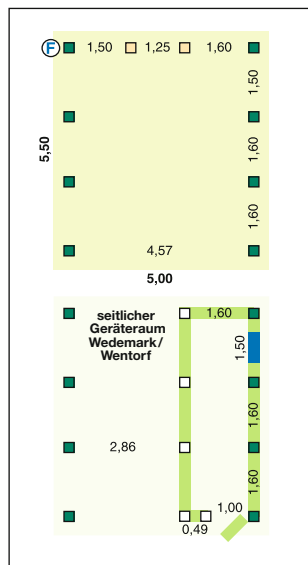 F 1,50 1,25 1,60
1,50
5,50
1,60
1,60
4,57
5,00
seitlicher
Geräteraum
Wedemark/
Wentorf
1,60
1,50
2,86
1,60
1,60
1,00
0,49